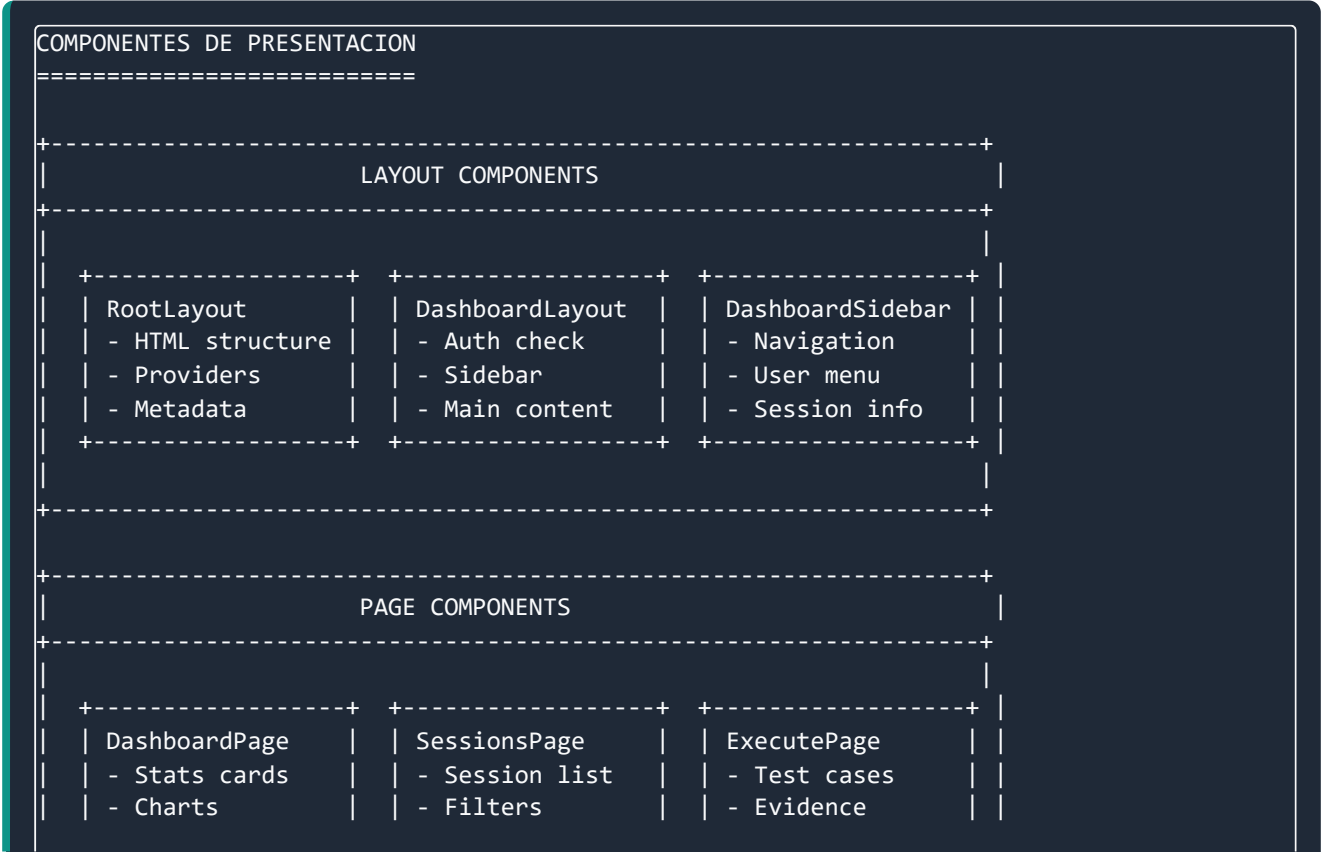 COMPONENTES DE PRESENTACION
===========================
+------------------------------------------------------------------+
|                      LAYOUT COMPONENTS                            |
+------------------------------------------------------------------+
|                                                                  |
|  +------------------+  +------------------+  +------------------+ |
|  | RootLayout       |  | DashboardLayout  |  | DashboardSidebar | |
|  | - HTML structure |  | - Auth check     |  | - Navigation     | |
|  | - Providers      |  | - Sidebar        |  | - User menu      | |
|  | - Metadata       |  | - Main content   |  | - Session info   | |
|  +------------------+  +------------------+  +------------------+ |
|                                                                  |
+------------------------------------------------------------------+
+------------------------------------------------------------------+
|                      PAGE COMPONENTS                              |
+------------------------------------------------------------------+
|                                                                  |
|  +------------------+  +------------------+  +------------------+ |
|  | DashboardPage    |  | SessionsPage     |  | ExecutePage      | |
|  | - Stats cards    |  | - Session list   |  | - Test cases     | |
|  | - Charts         |  | - Filters        |  | - Evidence       | |